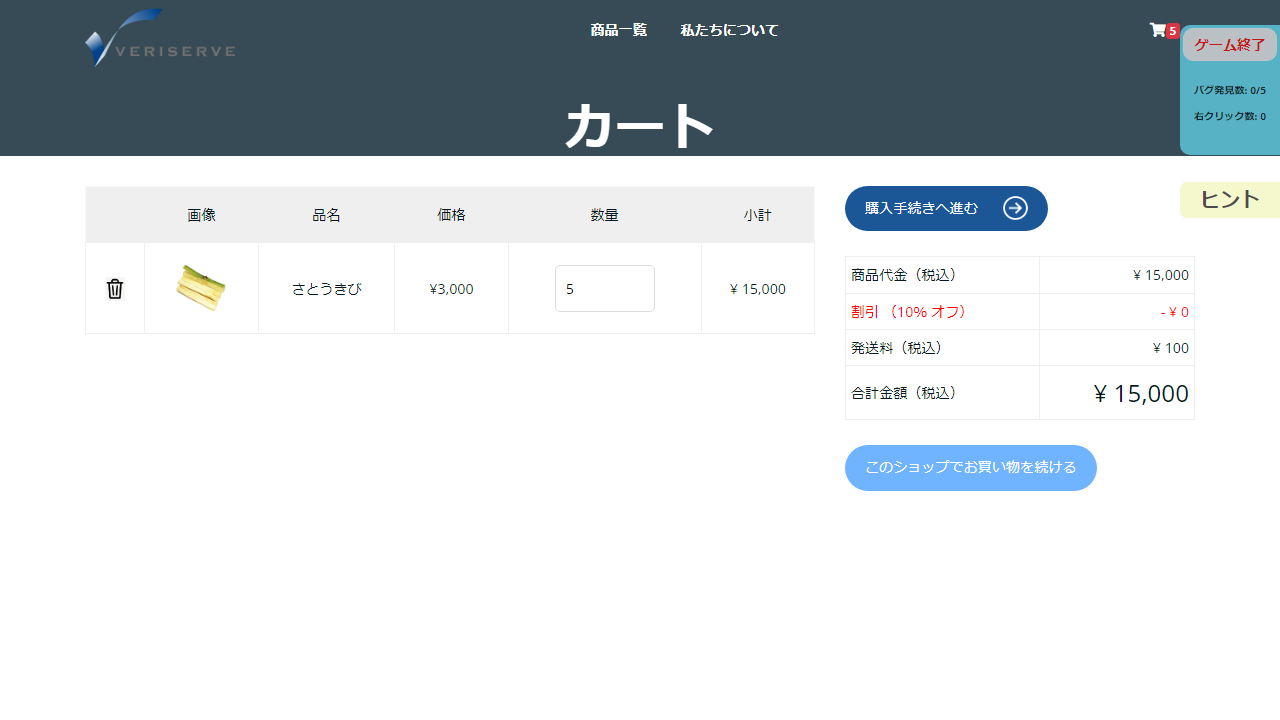 VERISERVE
商品一覧 私たちについて
5
ゲーム終了
バグ発見数: 0/5
右クリック数: 0
カート
ヒント
画像 品名 価格 数量 小計
さとうきび ¥3,000 5 ¥ 15,000
購入手続きへ進む
商品代金（税込） ¥ 15,000
割引 （10% オフ） - ¥ 0
発送料（税込） ¥ 100
合計金額（税込） ¥ 15,000
このショップでお買い物を続ける